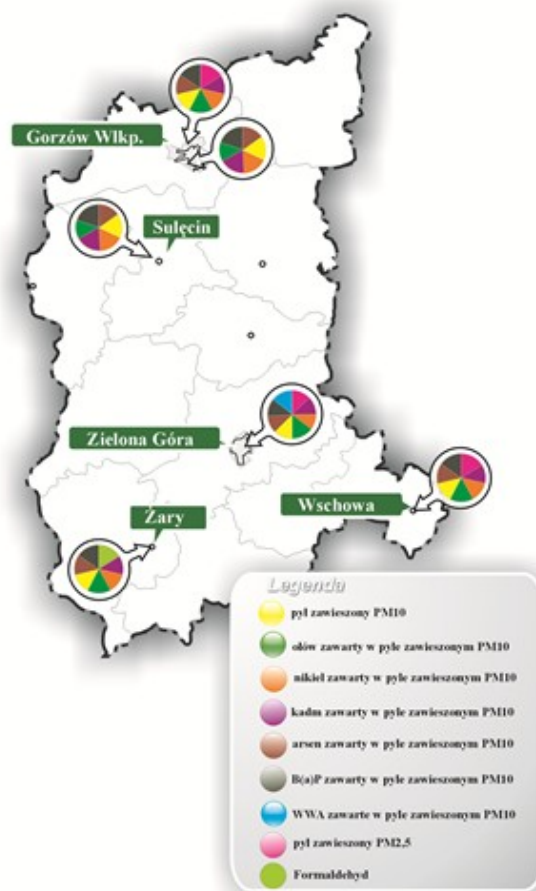 Gorzów Wlkp.
Sulęcin
Zielona Góra
Wschowa
Żary
Legenda
pył zawieszony PM10
ołów zawarty w pyle zawieszonym PM10
nikiel zawarty w pyle zawieszonym PM10
kadm zawarty w pyle zawieszonym PM10
arsen zawarty w pyle zawieszonym PM10
B(a)P zawarty w pyle zawieszonym PM10
WWA zawarte w pyle zawieszonym PM10
pył zawieszony PM2,5
Formaldehyd